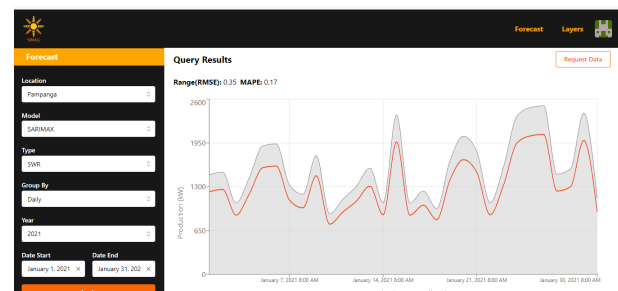 SINAG
Forecast Layers
Forecast
Location
Pampanga
Model
SARIMAX
Type
SWR
Group By
Daily
Year
2021
Date Start Date End
January 1, 2021 × January 31, 202 ×
Query Results
Request Data
Range(RMSE): 0.35 MAPE: 0.17
2600
1950
1300
650
0
Production (kW)
January 7, 2021 8:00 AM January 14, 2021 8:00 AM January 21, 2021 8:00 AM January 30, 2021 8:00 AM